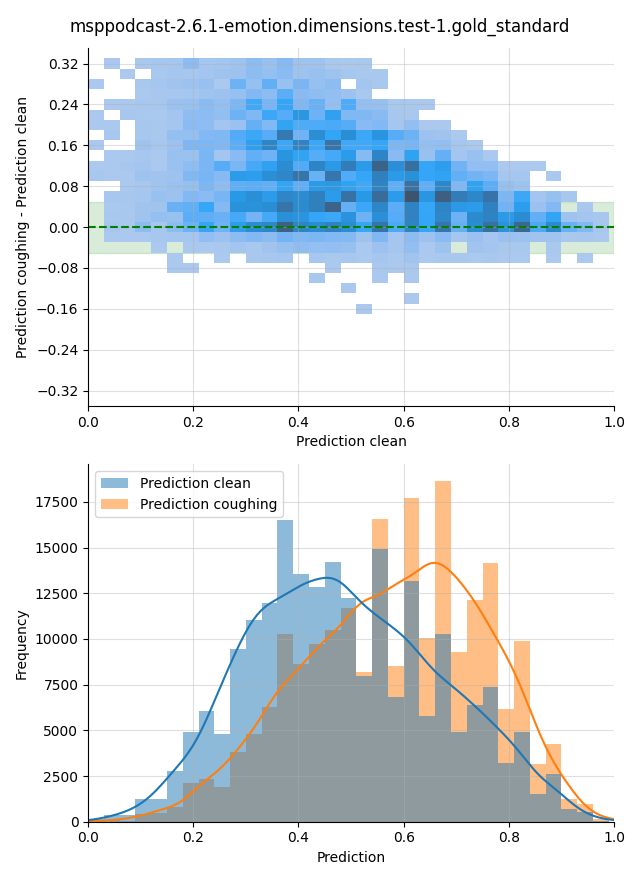 msppodcast-2.6.1-emotion.dimensions.test-1.gold_standard
Prediction coughing - Prediction clean
0.32
0.24
0.16
0.08
0.00
−0.08
−0.16
−0.24
−0.32
0.0 0.2 0.4 0.6 0.8 1.0
Prediction clean
Prediction clean
Prediction coughing
Frequency
17500
15000
12500
10000
7500
5000
2500
0
0.0 0.2 0.4 0.6 0.8 1.0
Prediction